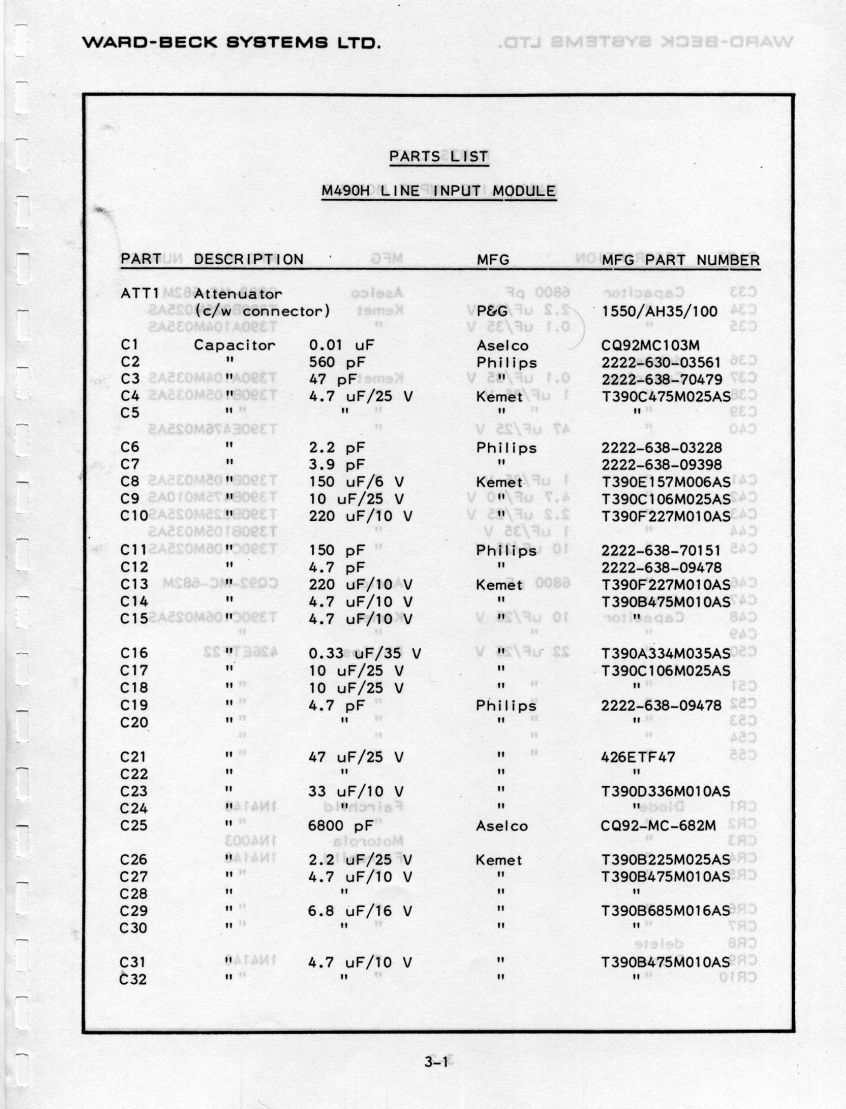 WARD-BECK SYSTEMS LTD.
PARTS LIST
M490H LINE INPUT MODULE
PART DESCRIPTION MFG MFG PART NUMBER
ATT1 Attenuator
(c/w connector) P&G 1550/AH35/100
C1 Capacitor 0.01 uF Aselco CQ92MC103M
C2 " 560 pF Philips 2222-630-03561
C3 " 47 pF " 2222-638-70479
C4 " 4.7 uF/25 V Kemet T390C475M025AS
C5 " " " "
C6 " 2.2 pF Philips 2222-638-03228
C7 " 3.9 pF " 2222-638-09398
C8 " 150 uF/6 V Kemet T390E157M006AS
C9 " 10 uF/25 V " T390C106M025AS
C10 " 220 uF/10 V " T390F227M010AS
C11 " 150 pF Philips 2222-638-70151
C12 " 4.7 pF " 2222-638-09478
C13 " 220 uF/10 V Kemet T390F227M010AS
C14 " 4.7 uF/10 V " T390B475M010AS
C15 " 4.7 uF/10 V " "
C16 " 0.33 uF/35 V " T390A334M035AS
C17 " 10 uF/25 V " T390C106M025AS
C18 " 10 uF/25 V " "
C19 " 4.7 pF Philips 2222-638-09478
C20 " " " "
C21 " 47 uF/25 V " 426ETF47
C22 " " " "
C23 " 33 uF/10 V " T390D336M010AS
C24 " " " "
C25 " 6800 pF Aselco CQ92-MC-682M
C26 " 2.2 uF/25 V Kemet T390B225M025AS
C27 " 4.7 uF/10 V " T390B475M010AS
C28 " " " "
C29 " 6.8 uF/16 V " T390B685M016AS
C30 " " " "
C31 " 4.7 uF/10 V " T390B475M010AS
C32 " " " "
3-1